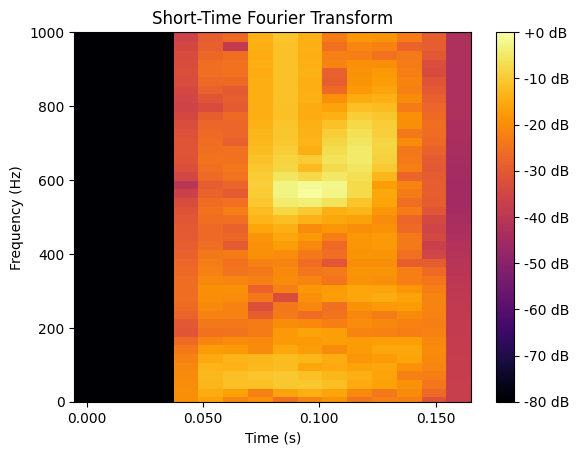 Short-Time Fourier Transform
1000
800
600
400
200
0
Frequency (Hz)
0.000
0.050
0.100
0.150
Time (s)
+0 dB
-10 dB
-20 dB
-30 dB
-40 dB
-50 dB
-60 dB
-70 dB
-80 dB